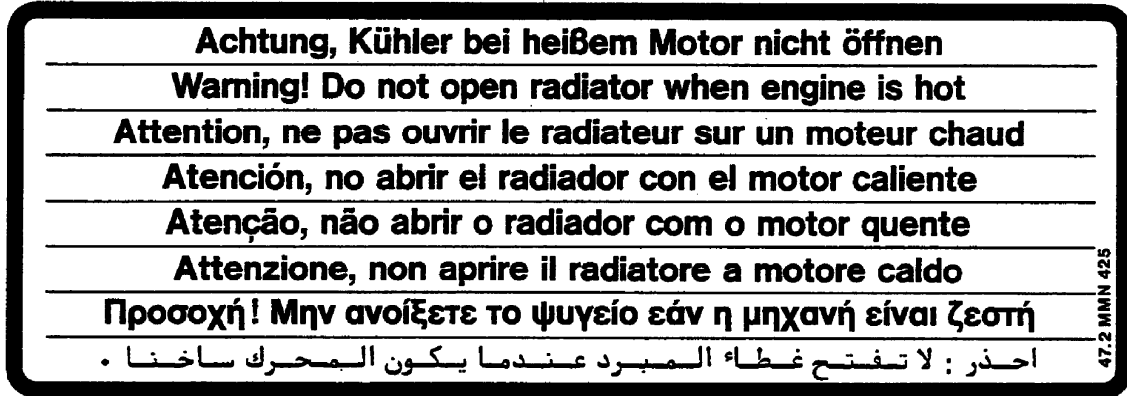 Achtung, Kühler bei heißem Motor nicht öffnen
Warning! Do not open radiator when engine is hot
Attention, ne pas ouvrir le radiateur sur un moteur chaud
Atención, no abrir el radiador con el motor caliente
Atenção, não abrir o radiador com o motor quente
Attenzione, non aprire il radiatore a motore caldo
Προσοχή! Μην ανοίξετε το ψυγείο εάν η μηχανή είναι ζεστή
احذر : لا تفتح غطاء المبرد عندما يكون المحرك ساخنا .
47.2 MMN 425